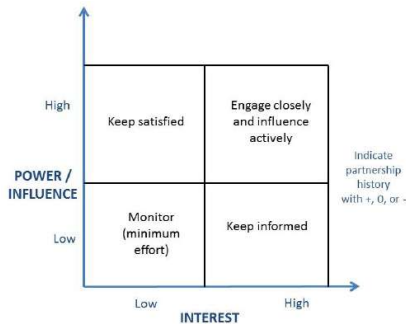 High
Keep satisfied
Engage closely
and influence
actively
Indicate
partnership
history
with +, 0, or -
POWER /
INFLUENCE
Low
Monitor
(minimum
effort)
Keep informed
Low
High
INTEREST